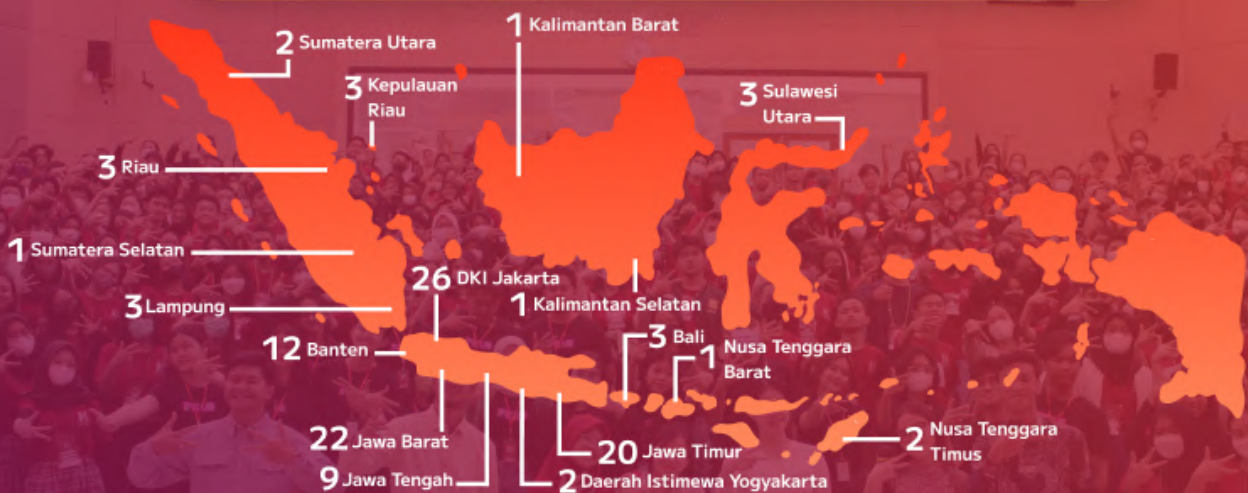 1 Kalimantan Barat
2 Sumatera Utara
3 Kepulauan
Riau
3 Sulawesi
Utara
3 Riau
1 Sumatera Selatan
26 DKI Jakarta
1 Kalimantan Selatan
3 Lampung
3 Bali
12 Banten
1 Nusa Tenggara
Barat
22 Jawa Barat
20 Jawa Timur
2 Nusa Tenggara
Timus
9 Jawa Tengah
2 Daerah Istimewa Yogyakarta